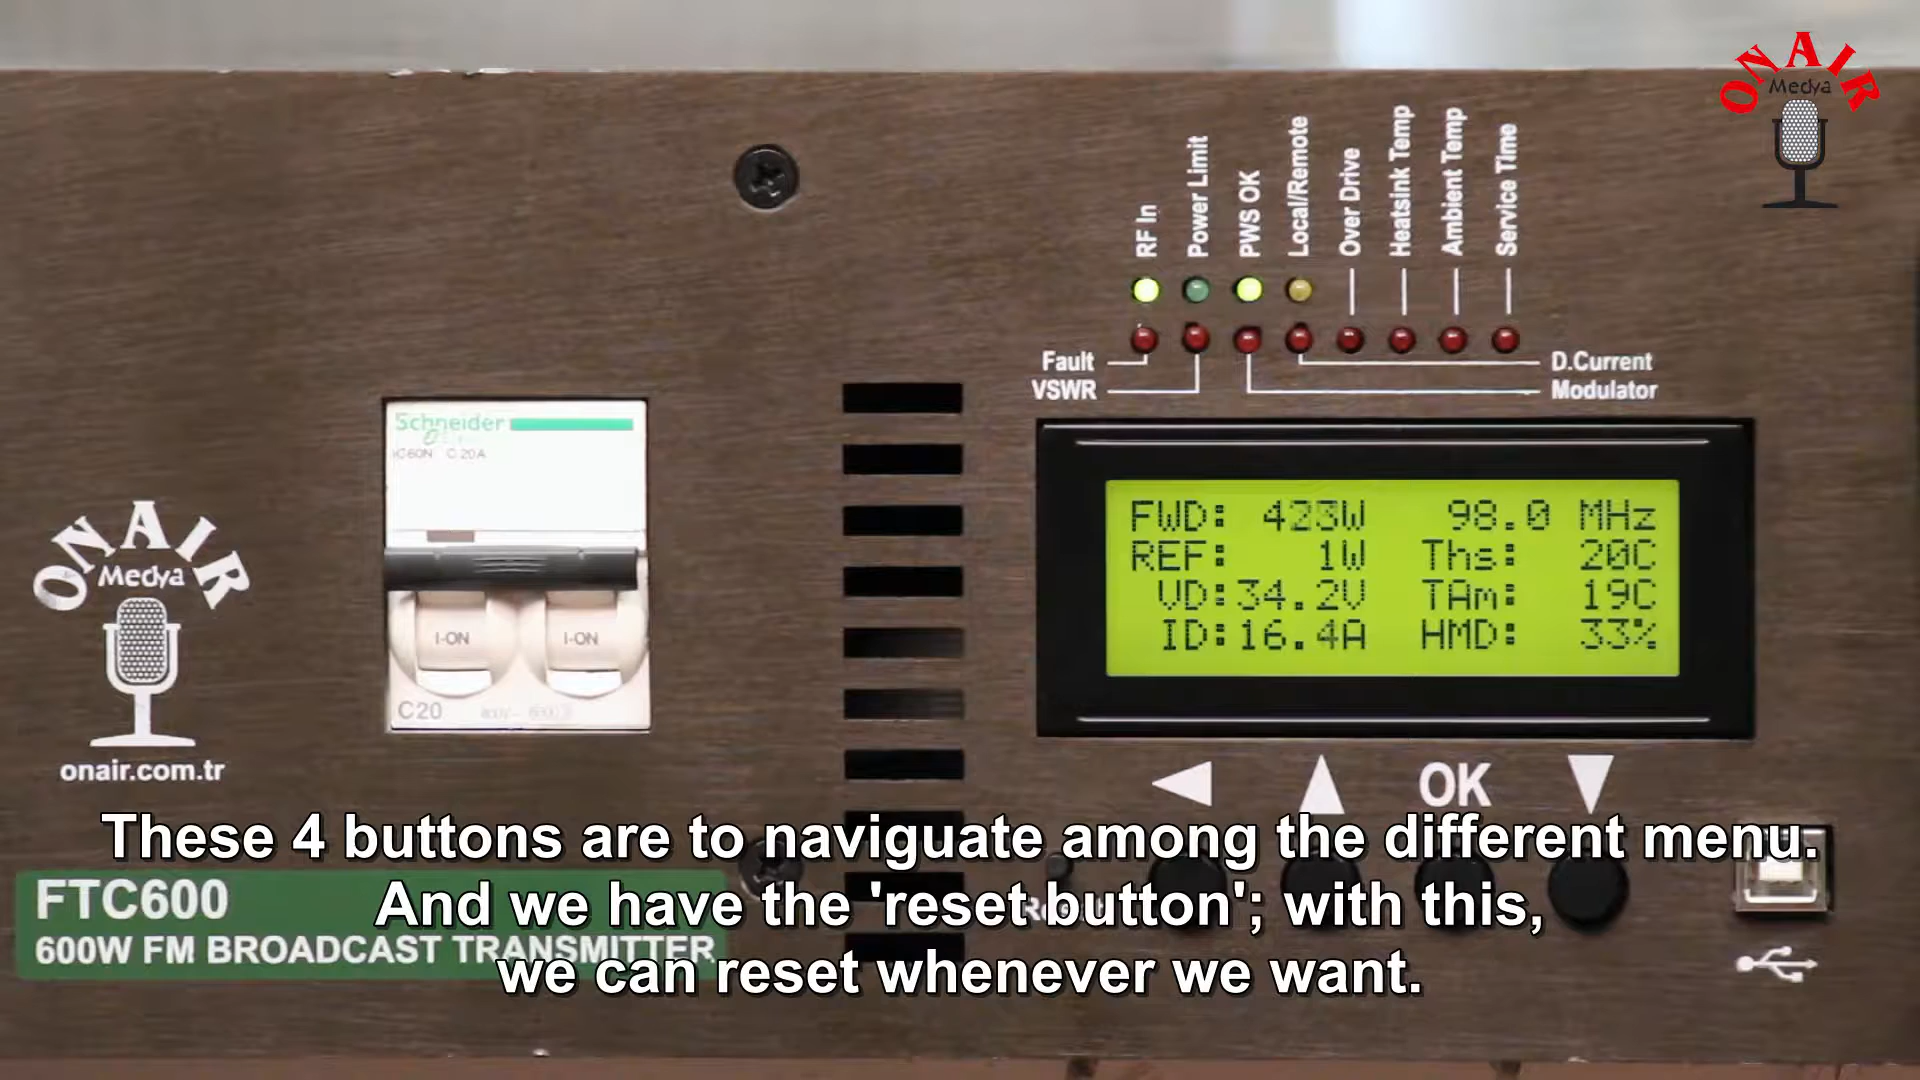 ONAIR
Medya
RF In
Power Limit
PWS OK
Local/Remote
Over Drive
Heatsink Temp
Ambient Temp
Service Time
Fault
VSWR
D.Current
Modulator
Schneider
C20A
I-ON I-ON
C20
FWD: 423W 98.0 MHz
REF: 1W Ths: 20C
VD:34.2V TAm: 19C
ID:16.4A HMD: 33%
ONAIR
Medya
onair.com.tr
OK
These 4 buttons are to naviguate among the different menu.
And we have the 'reset button'; with this,
we can reset whenever we want.
FTC600
600W FM BROADCAST TRANSMITTER